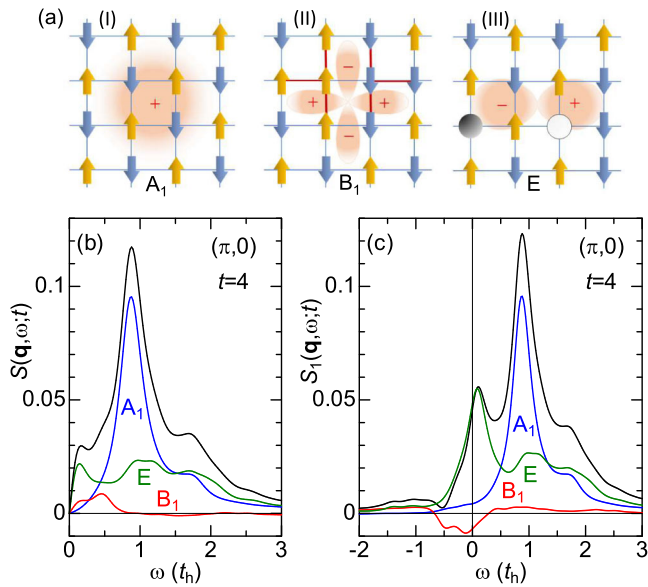 (a) (I) (II) (III)
+ − + + − − +
A₁ B₁ E
(b) (π,0)
t=4
S(q,ω;t)
0.1
0.05
0
A₁
E
B₁
0 1 2 3
ω (tₕ)
(c) (π,0)
t=4
S₁(q,ω;t)
0.1
0.05
0
A₁
E
B₁
-2 -1 0 1 2 3
ω (tₕ)